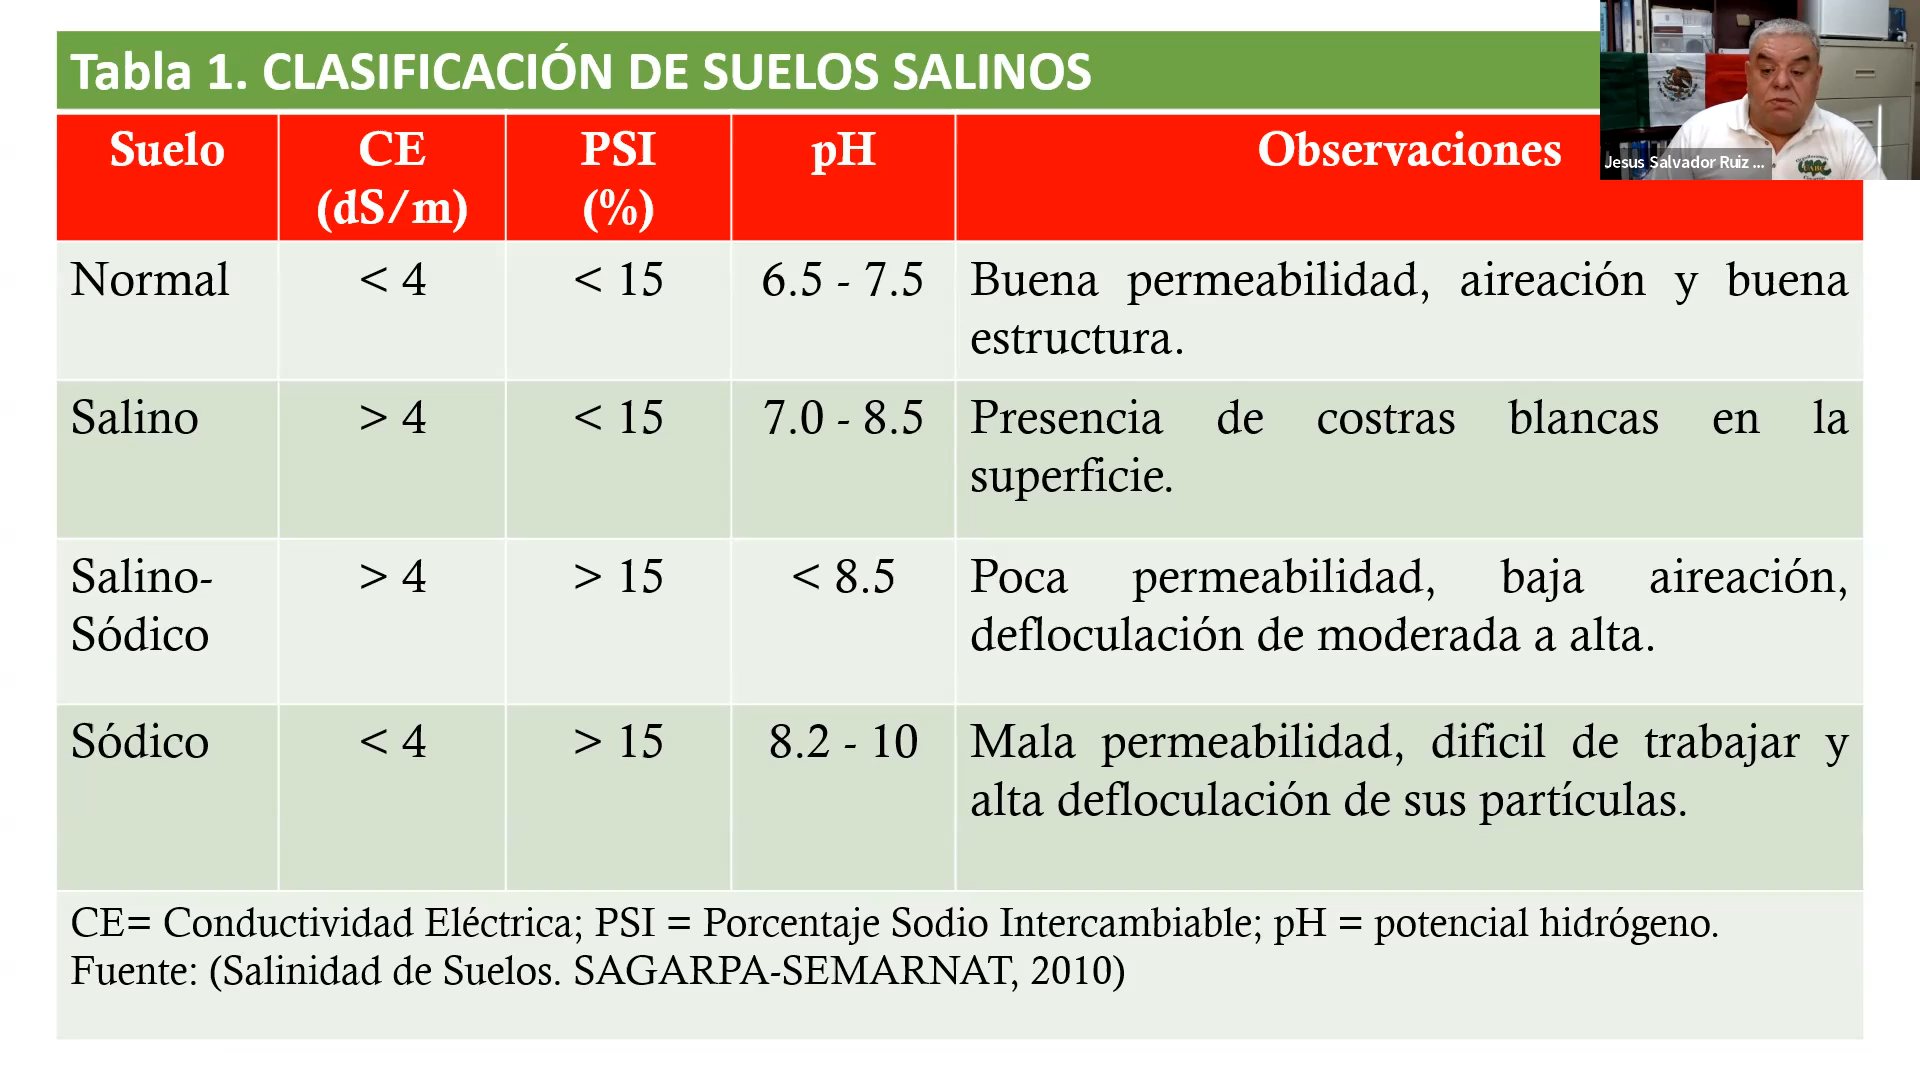 Tabla 1. CLASIFICACIÓN DE SUELOS SALINOS
Suelo CE PSI pH Observaciones
(dS/m) (%)
Normal < 4 < 15 6.5 - 7.5 Buena permeabilidad, aireación y buena
estructura.
Salino > 4 < 15 7.0 - 8.5 Presencia de costras blancas en la
superficie.
Salino- > 4 > 15 < 8.5 Poca permeabilidad, baja aireación,
Sódico defloculación de moderada a alta.
Sódico < 4 > 15 8.2 - 10 Mala permeabilidad, dificil de trabajar y
alta defloculación de sus partículas.
CE= Conductividad Eléctrica; PSI = Porcentaje Sodio Intercambiable; pH = potencial hidrógeno.
Fuente: (Salinidad de Suelos. SAGARPA-SEMARNAT, 2010)
Jesus Salvador Ruiz ...